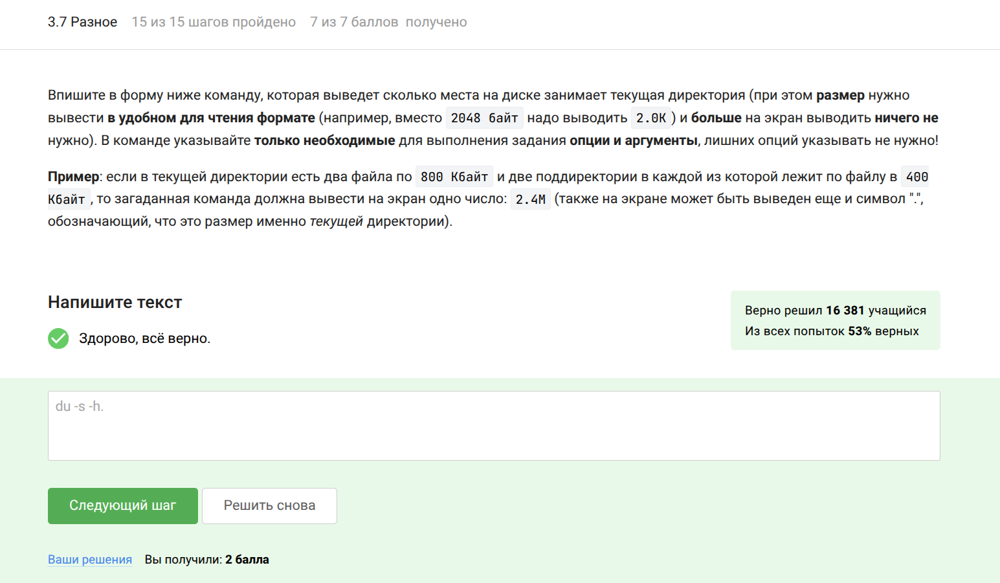 3.7 Разное 15 из 15 шагов пройдено 7 из 7 баллов получено
Впишите в форму ниже команду, которая выведет сколько места на диске занимает текущая директория (при этом размер нужно
вывести в удобном для чтения формате (например, вместо 2048 байт надо выводить 2.0K ) и больше на экран выводить ничего не
нужно). В команде указывайте только необходимые для выполнения задания опции и аргументы, лишних опций указывать не нужно!
Пример: если в текущей директории есть два файла по 800 Кбайт и две поддиректории в каждой из которой лежит по файлу в 400
Кбайт , то загаданная команда должна вывести на экран одно число: 2.4M (также на экране может быть выведен еще и символ ".",
обозначающий, что это размер именно текущей директории).
Напишите текст
Здорово, всё верно.
Верно решил 16 381 учащийся
Из всех попыток 53% верных
du -s -h.
Следующий шаг
Решить снова
Ваши решения Вы получили: 2 балла